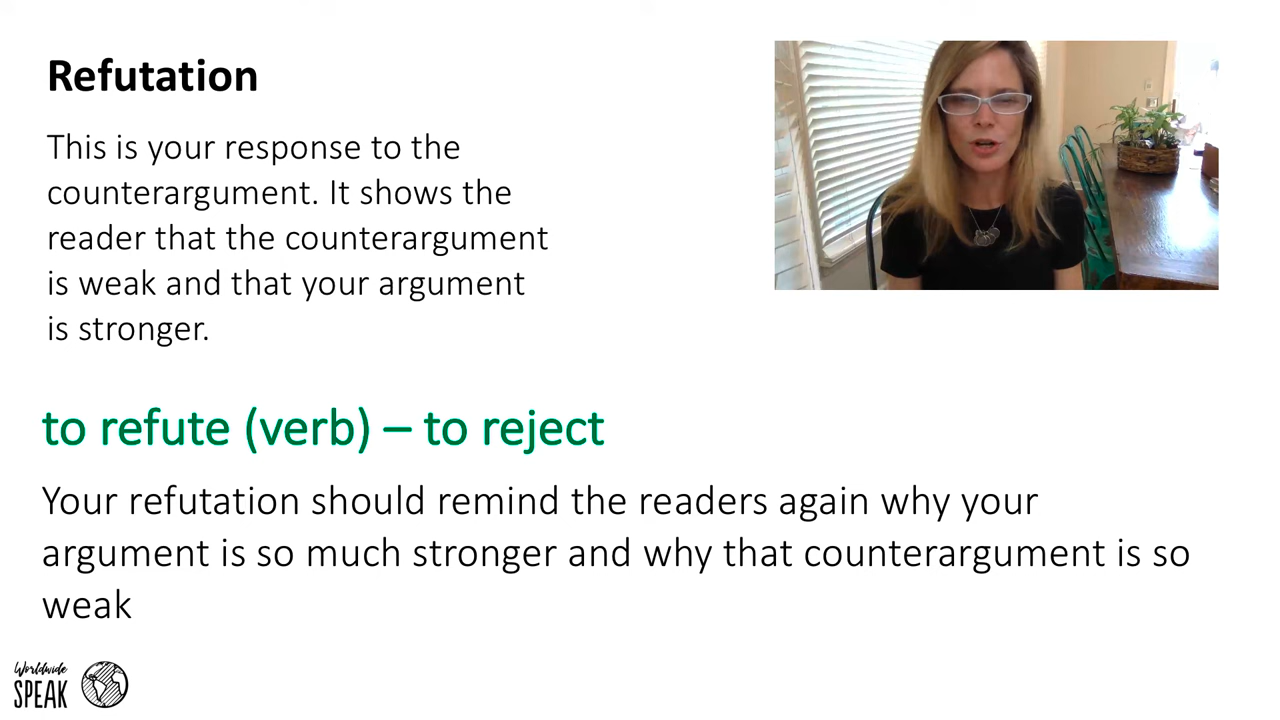 Refutation
This is your response to the
counterargument. It shows the
reader that the counterargument
is weak and that your argument
is stronger.
to refute (verb) – to reject
Your refutation should remind the readers again why your
argument is so much stronger and why that counterargument is so
weak
Worldwide
SPEAK